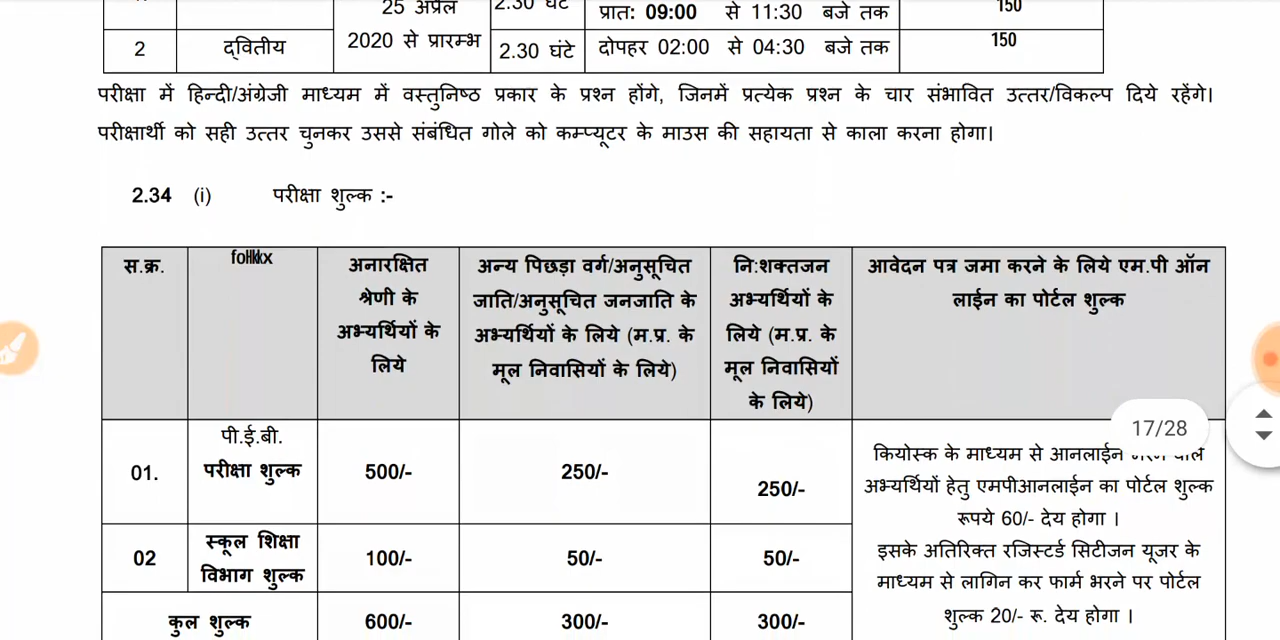 25 अप्रैल
2.30 घंटे
प्रात: 09:00 से 11:30 बजे तक
150
2 द्वितीय 2020 से प्रारम्भ 2.30 घंटे दोपहर 02:00 से 04:30 बजे तक 150
परीक्षा में हिन्दी/अंग्रेजी माध्यम में वस्तुनिष्ठ प्रकार के प्रश्न होंगे, जिनमें प्रत्येक प्रश्न के चार संभावित उत्तर/विकल्प दिये रहेंगे।
परीक्षार्थी को सही उत्तर चुनकर उससे संबंधित गोले को कम्प्यूटर के माउस की सहायता से काला करना होगा।
2.34 (i) परीक्षा शुल्क :-
स.क्र.
foHkkx
अनारक्षित
श्रेणी के
अभ्यर्थियों के
लिये
अन्य पिछड़ा वर्ग/अनुसूचित
जाति/अनुसूचित जनजाति के
अभ्यर्थियों के लिये (म.प्र. के
मूल निवासियों के लिये)
नि:शक्तजन
अभ्यर्थियों के
लिये (म.प्र. के
मूल निवासियों
के लिये)
आवेदन पत्र जमा करने के लिये एम.पी ऑन
लाईन का पोर्टल शुल्क
01.
पी.ई.बी.
परीक्षा शुल्क
500/-
250/-
250/-
02
स्कूल शिक्षा
विभाग शुल्क
100/-
50/-
50/-
कुल शुल्क
600/-
300/-
300/-
कियोस्क के माध्यम से आनलाईन
अभ्यर्थियों हेतु एमपीआनलाईन का पोर्टल शुल्क
रूपये 60/- देय होगा ।
इसके अतिरिक्त रजिस्टर्ड सिटीजन यूजर के
माध्यम से लागिन कर फार्म भरने पर पोर्टल
शुल्क 20/- रू. देय होगा ।
17/28